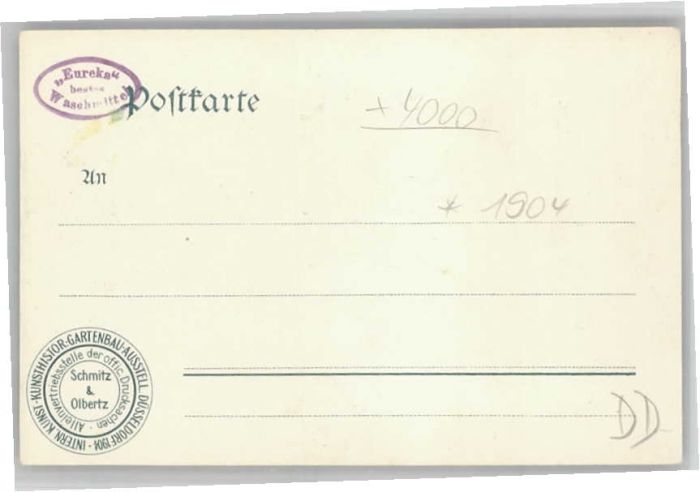 „Eureka“
bestes
Waschmittel
Postkarte
+ 4000
An
* 1904
INTERN. KUNST- KUNSTHISTOR.-GARTENBAU-AUSSTELL. DÜSSELDORF 1904 ·
Alleinvertriebsstelle der offic. Drucksachen ·
Schmitz
&
Olbertz
DD